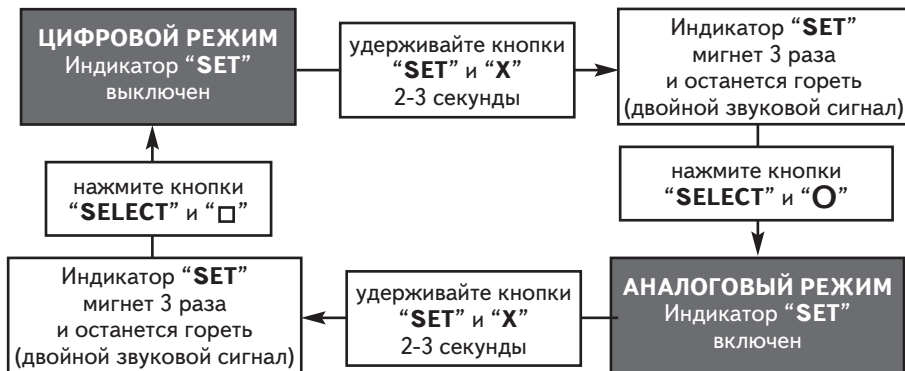 ЦИФРОВОЙ РЕЖИМ
Индикатор “SET”
выключен
удерживайте кнопки
“SET” и “X”
2-3 секунды
Индикатор “SET”
мигнет 3 раза
и останется гореть
(двойной звуковой сигнал)
нажмите кнопки
“SELECT” и “O”
АНАЛОГОВЫЙ РЕЖИМ
Индикатор “SET”
включен
удерживайте кнопки
“SET” и “X”
2-3 секунды
Индикатор “SET”
мигнет 3 раза
и останется гореть
(двойной звуковой сигнал)
нажмите кнопки
“SELECT” и “□”